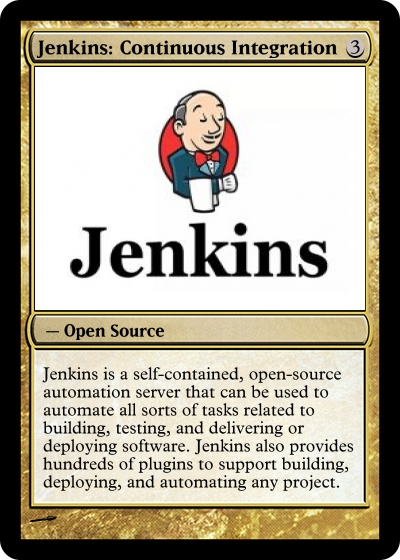 Jenkins: Continuous Integration 3
Jenkins
— Open Source
Jenkins is a self-contained, open-source
automation server that can be used to
automate all sorts of tasks related to
building, testing, and delivering or
deploying software. Jenkins also provides
hundreds of plugins to support building,
deploying, and automating any project.